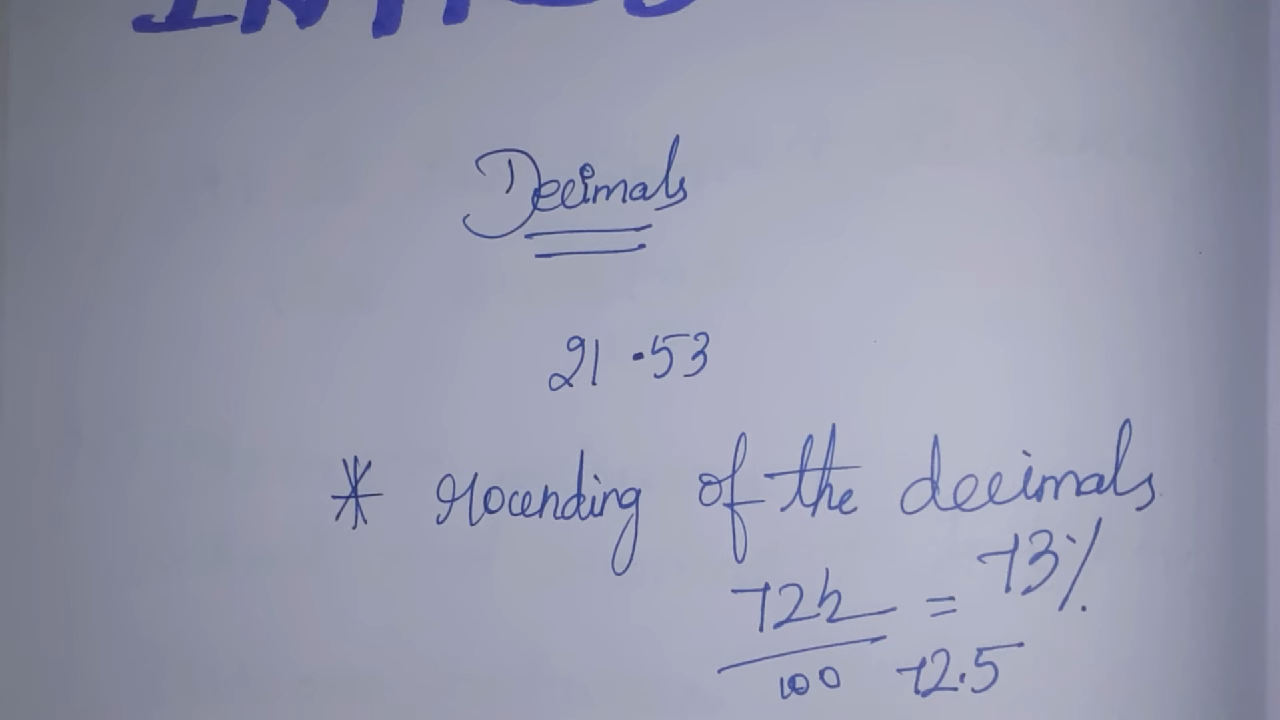 Decimals
21.53
* rounding of the decimals
72½ = 73%
100 72.5